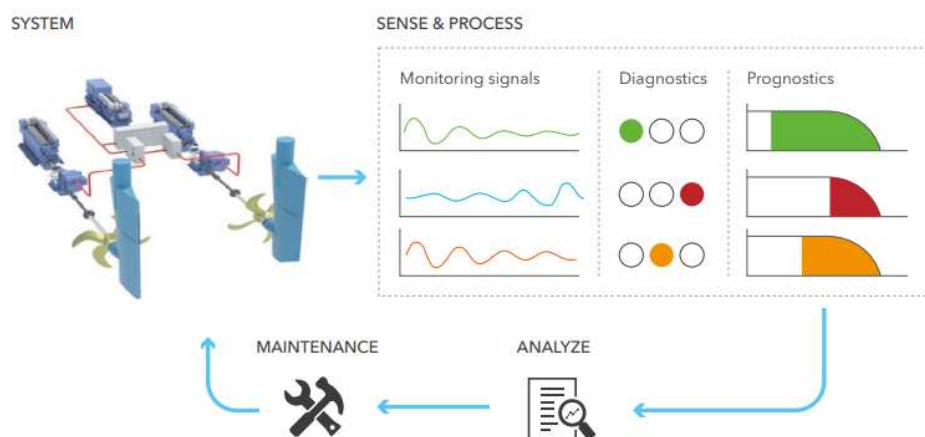 SYSTEM
SENSE & PROCESS
Monitoring signals
Diagnostics
Prognostics
MAINTENANCE
ANALYZE